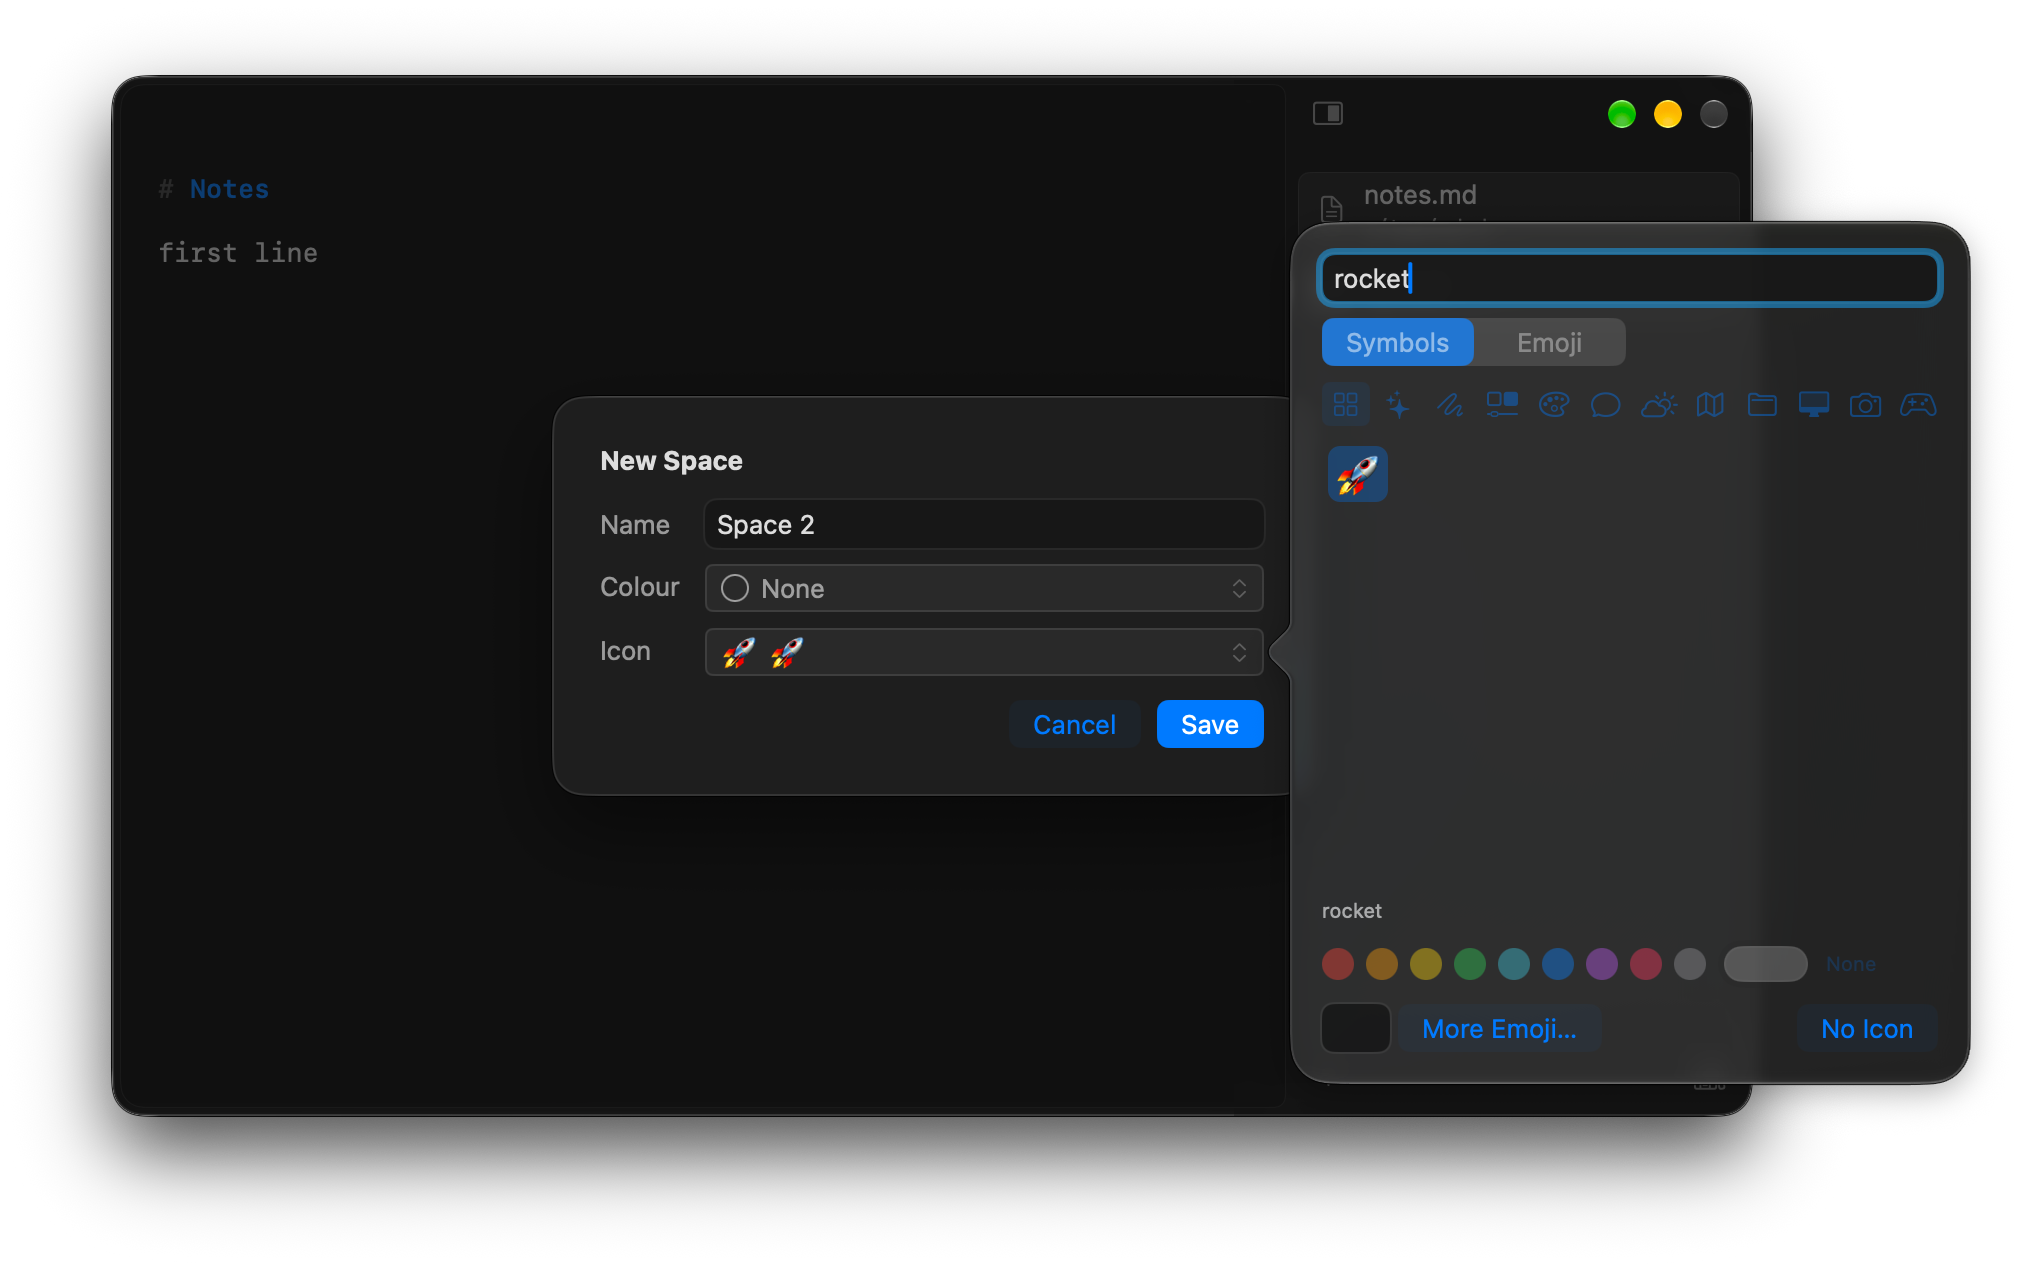 # Notes
first line
notes.md
New Space
Name
Space 2
Colour
None
Icon
🚀 🚀
Cancel
Save
rocket
Symbols
Emoji
🚀
rocket
None
More Emoji...
No Icon